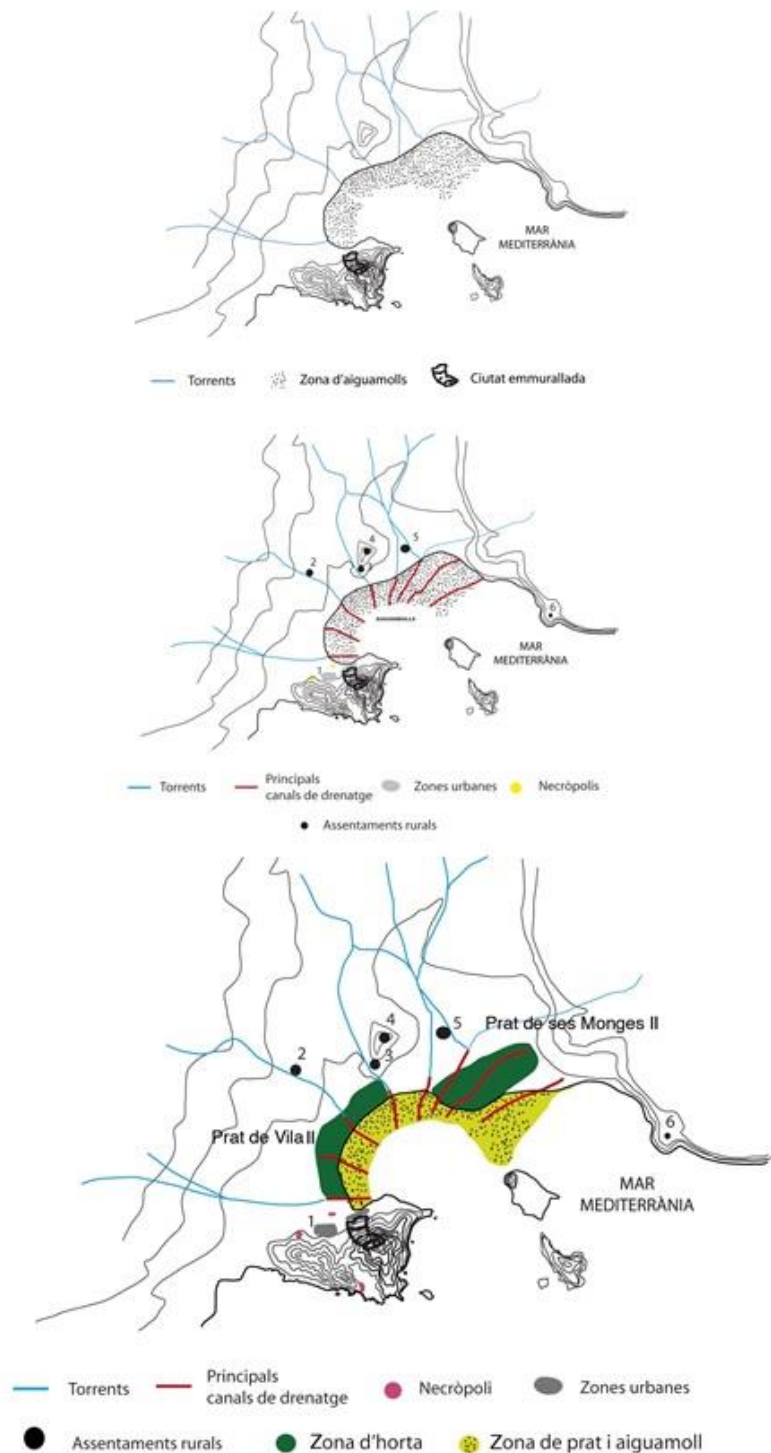 MAR
MEDITERRÀNIA
Torrents
Zona d'aiguamolls
Ciutat emmurallada
4
5
2
6
MAR
MEDITERRÀNIA
1
Torrents
Principals
canals de drenatge
Zones urbanes
Necròpolis
Assentaments rurals
4
5
Prat de ses Monges II
2
3
6
Prat de Vila II
MAR
MEDITERRÀNIA
1
Torrents
Principals
canals de drenatge
Necròpoli
Zones urbanes
Assentaments rurals
Zona d'horta
Zona de prat i aiguamoll